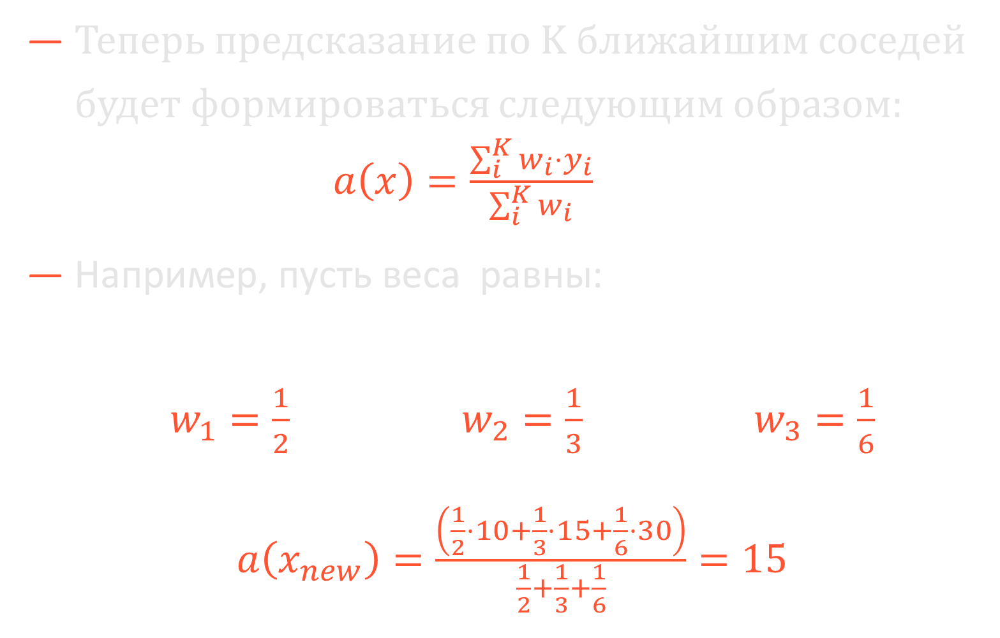 — Теперь предсказание по K ближайшим соседей
будет формироваться следующим образом:
a(x) = \frac{\sum_i^K w_i \cdot y_i}{\sum_i^K w_i}
— Например, пусть веса  равны:
w_1 = \frac{1}{2} w_2 = \frac{1}{3} w_3 = \frac{1}{6}
a(x_{new}) = \frac{\left(\frac{1}{2} \cdot 10 + \frac{1}{3} \cdot 15 + \frac{1}{6} \cdot 30\right)}{\frac{1}{2} + \frac{1}{3} + \frac{1}{6}} = 15